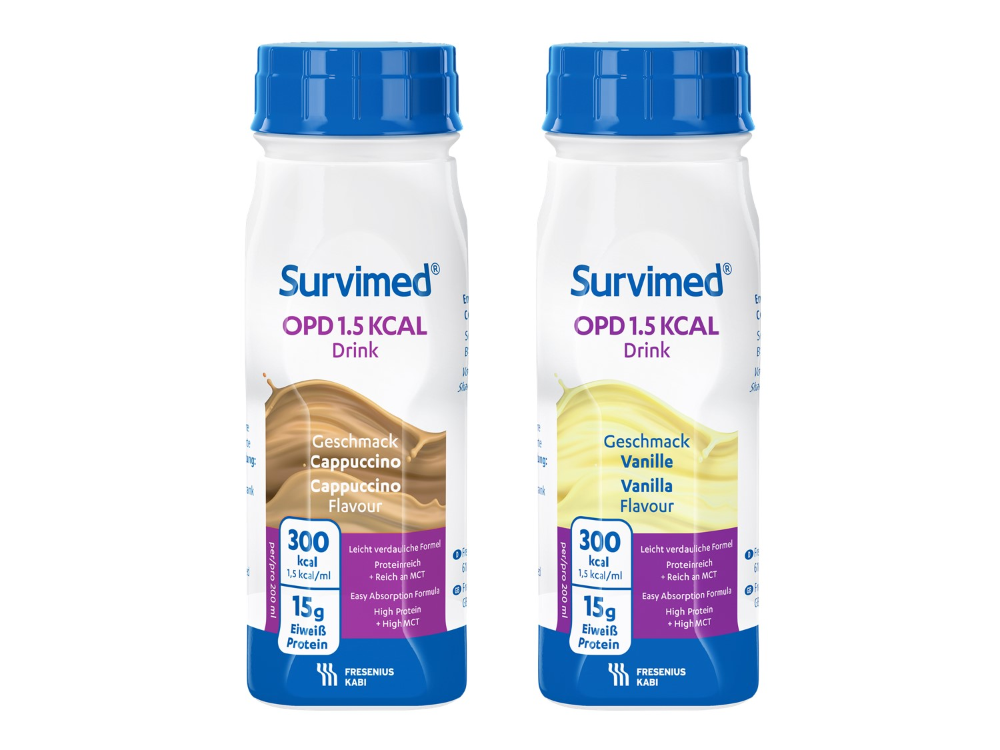 Survimed®
OPD 1.5 KCAL
Drink
Geschmack
Cappuccino
Cappuccino
Flavour
per/pro 200 ml
300
kcal
1,5 kcal/ml
15g
Eiweiß
Protein
Leicht verdauliche Formel
Proteinreich
+ Reich an MCT
Easy Absorption Formula
High Protein
+ High MCT
FRESENIUS
KABI
D
GB
Survimed®
OPD 1.5 KCAL
Drink
Geschmack
Vanille
Vanilla
Flavour
per/pro 200 ml
300
kcal
1,5 kcal/ml
15g
Eiweiß
Protein
Leicht verdauliche Formel
Proteinreich
+ Reich an MCT
Easy Absorption Formula
High Protein
+ High MCT
FRESENIUS
KABI
D
GB